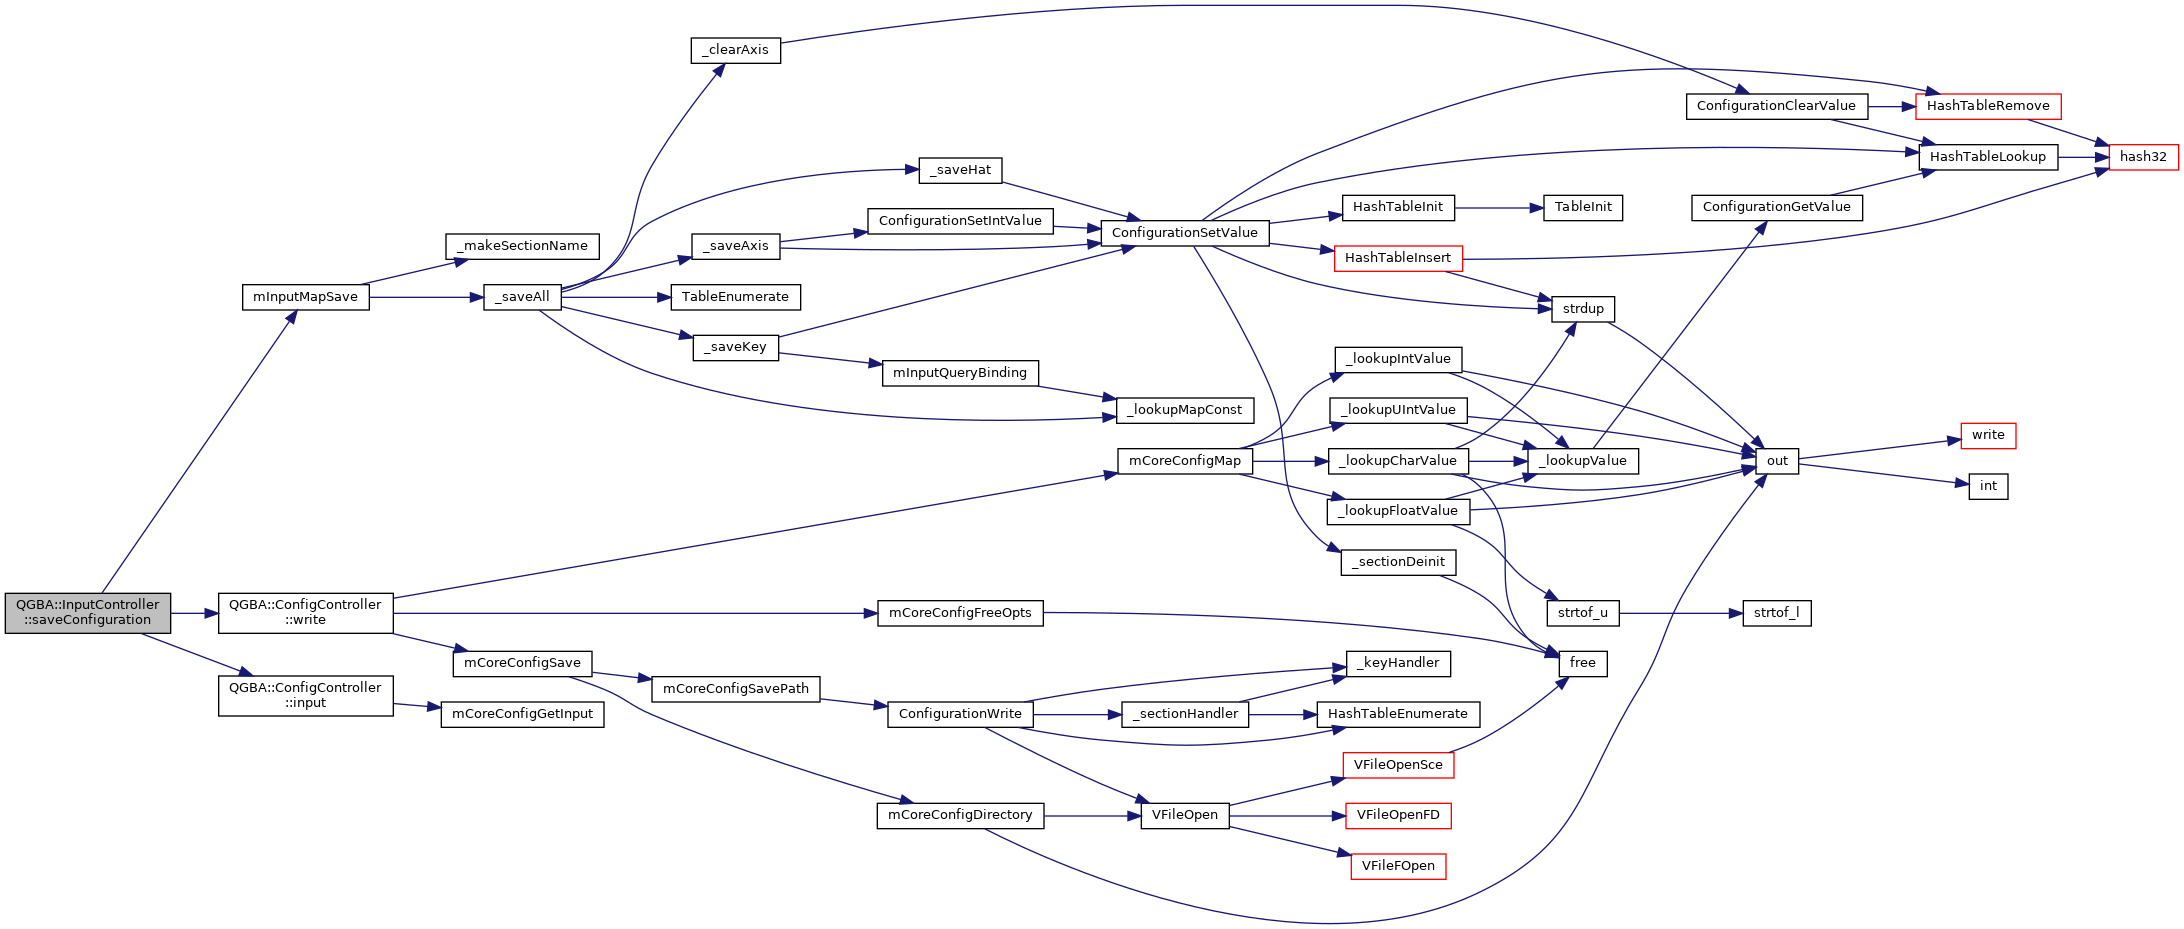 _clearAxis
ConfigurationClearValue
HashTableRemove
_saveHat
HashTableLookup
hash32
ConfigurationSetIntValue
HashTableInit
TableInit
ConfigurationGetValue
_makeSectionName
_saveAxis
ConfigurationSetValue
HashTableInsert
mInputMapSave
_saveAll
TableEnumerate
strdup
_saveKey
mInputQueryBinding
_lookupIntValue
_lookupMapConst
_lookupUIntValue
write
mCoreConfigMap
_lookupCharValue
_lookupValue
out
int
_lookupFloatValue
_sectionDeinit
QGBA::InputController
::saveConfiguration
QGBA::ConfigController
::write
mCoreConfigFreeOpts
strtof_u
strtof_l
mCoreConfigSave
_keyHandler
free
QGBA::ConfigController
::input
mCoreConfigGetInput
mCoreConfigSavePath
ConfigurationWrite
_sectionHandler
HashTableEnumerate
VFileOpenSce
mCoreConfigDirectory
VFileOpen
VFileOpenFD
VFileFOpen